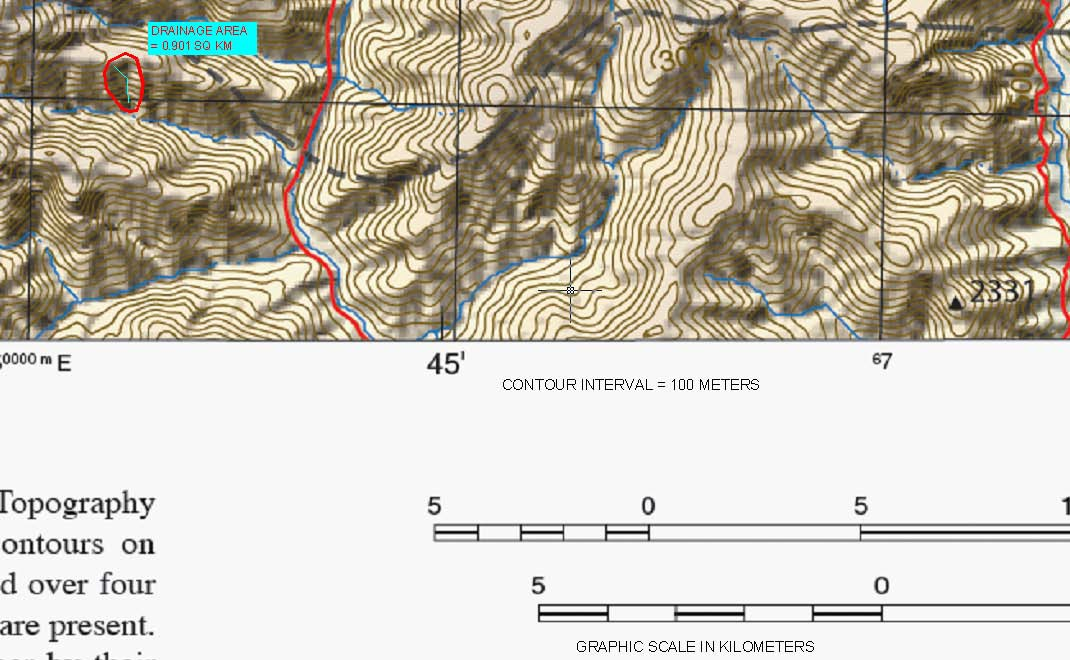 DRAINAGE AREA
= 0.901 SQ KM
3000
2331
0000 m E
45'
67
CONTOUR INTERVAL = 100 METERS
Topography
ontours on
d over four
are present.
5 0 5 1
5 0
GRAPHIC SCALE IN KILOMETERS